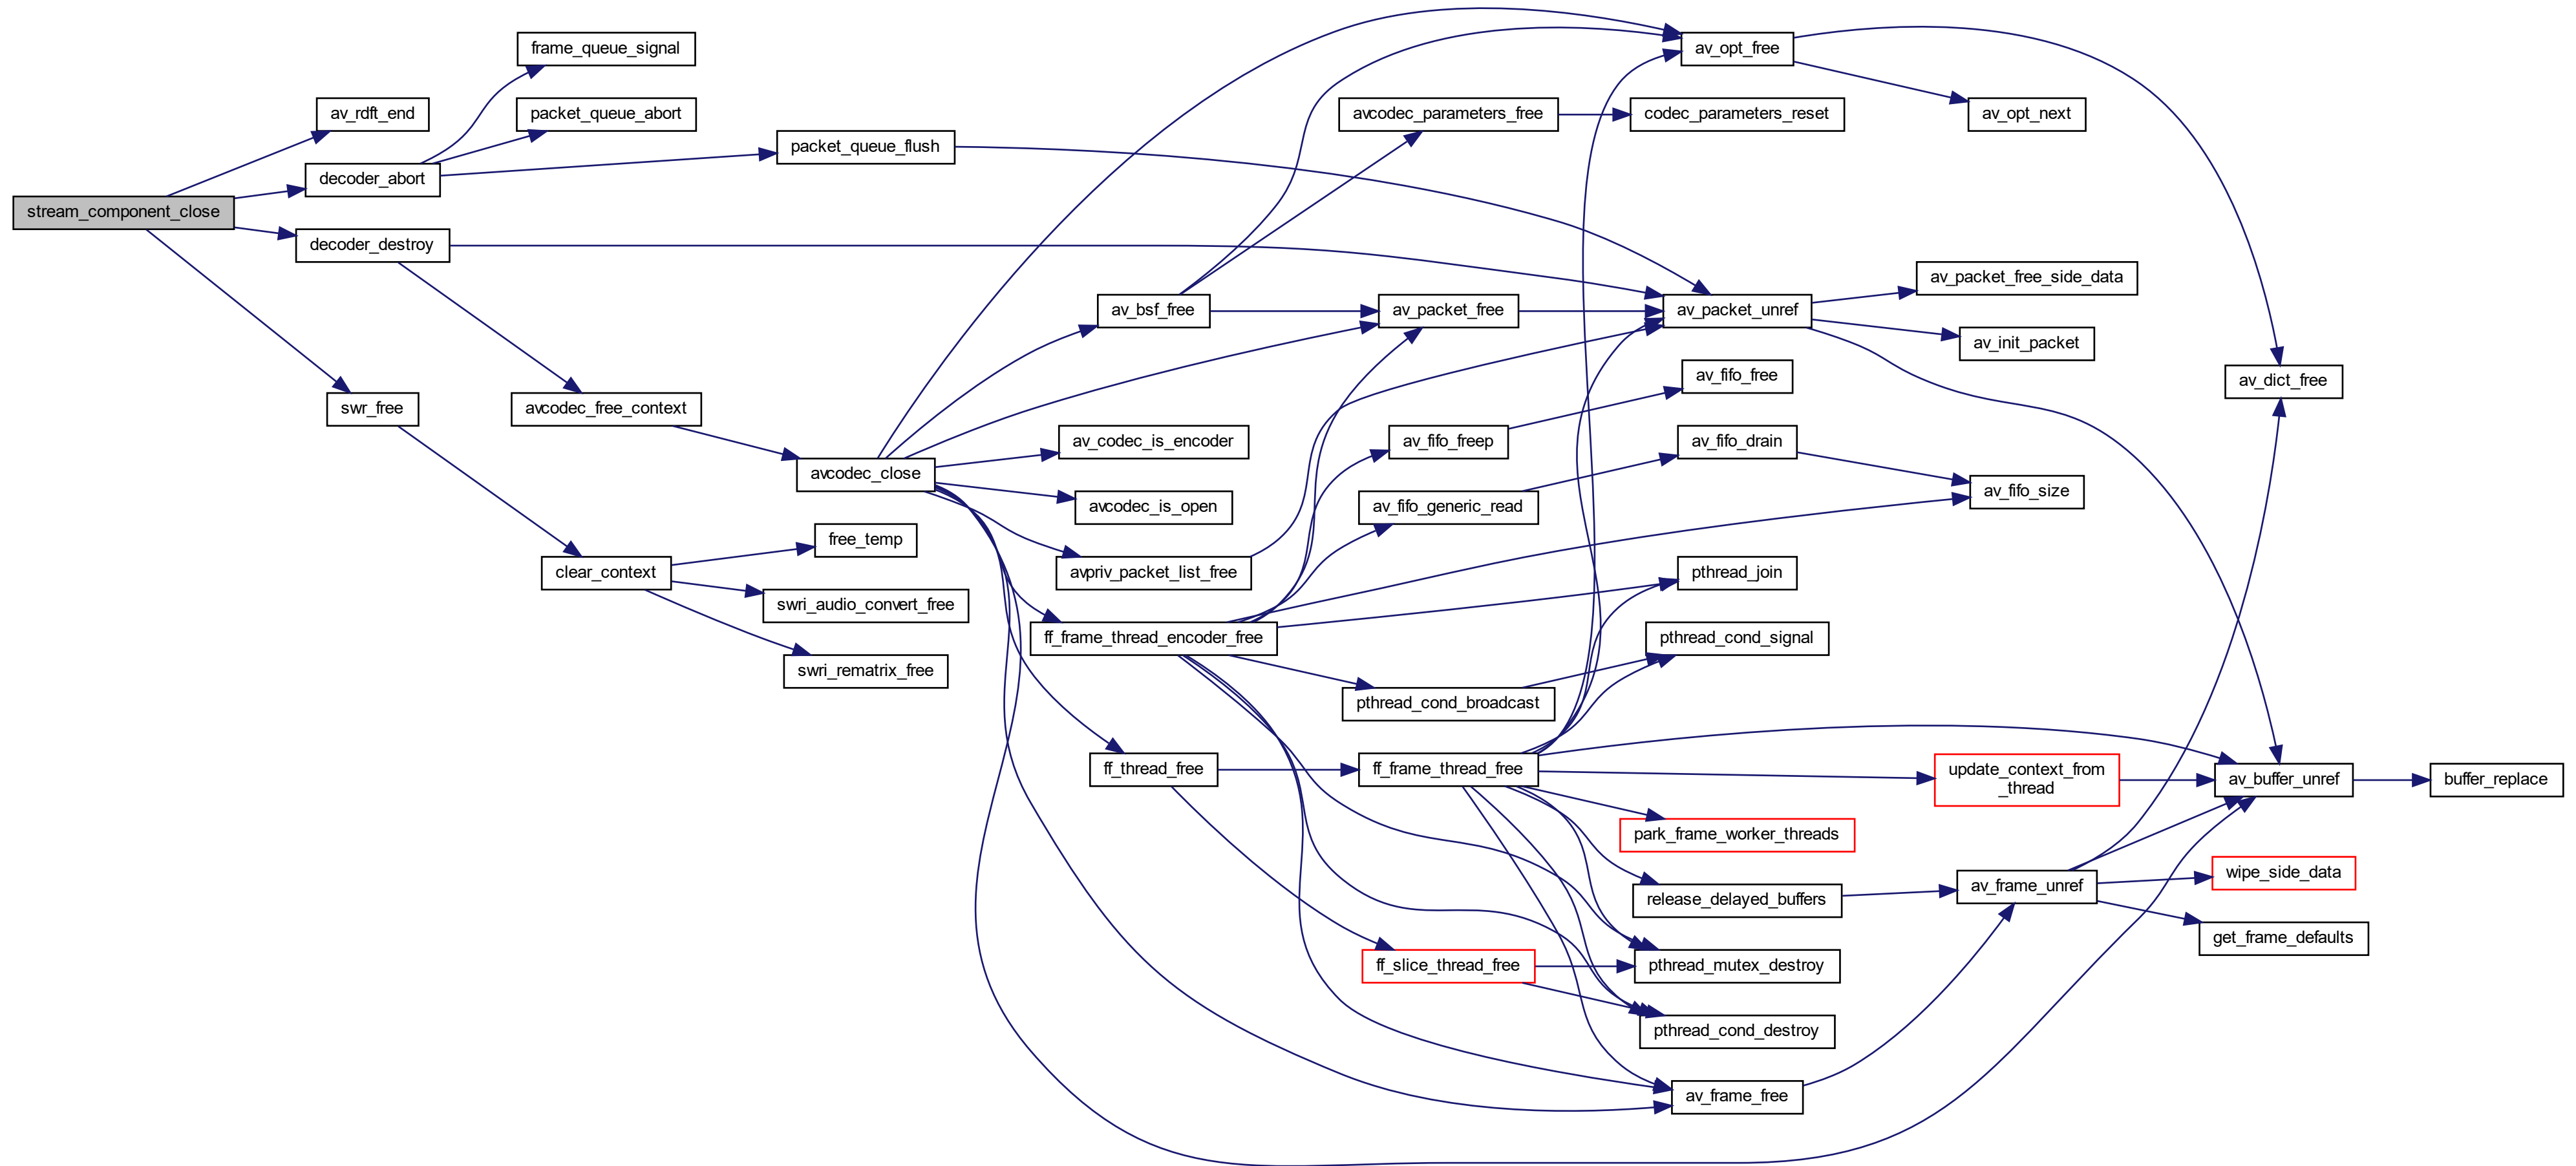 stream_component_close
av_rdft_end
decoder_abort
decoder_destroy
swr_free
frame_queue_signal
packet_queue_abort
packet_queue_flush
avcodec_free_context
clear_context
avcodec_close
free_temp
swri_audio_convert_free
swri_rematrix_free
av_bsf_free
av_codec_is_encoder
avcodec_is_open
avpriv_packet_list_free
ff_frame_thread_encoder_free
ff_thread_free
avcodec_parameters_free
av_packet_free
av_fifo_freep
av_fifo_generic_read
pthread_cond_broadcast
ff_frame_thread_free
ff_slice_thread_free
av_opt_free
codec_parameters_reset
av_packet_unref
av_fifo_free
av_fifo_drain
pthread_join
pthread_cond_signal
park_frame_worker_threads
release_delayed_buffers
pthread_mutex_destroy
pthread_cond_destroy
av_frame_free
av_opt_next
av_packet_free_side_data
av_init_packet
av_fifo_size
update_context_from
_thread
av_frame_unref
av_dict_free
av_buffer_unref
wipe_side_data
get_frame_defaults
buffer_replace